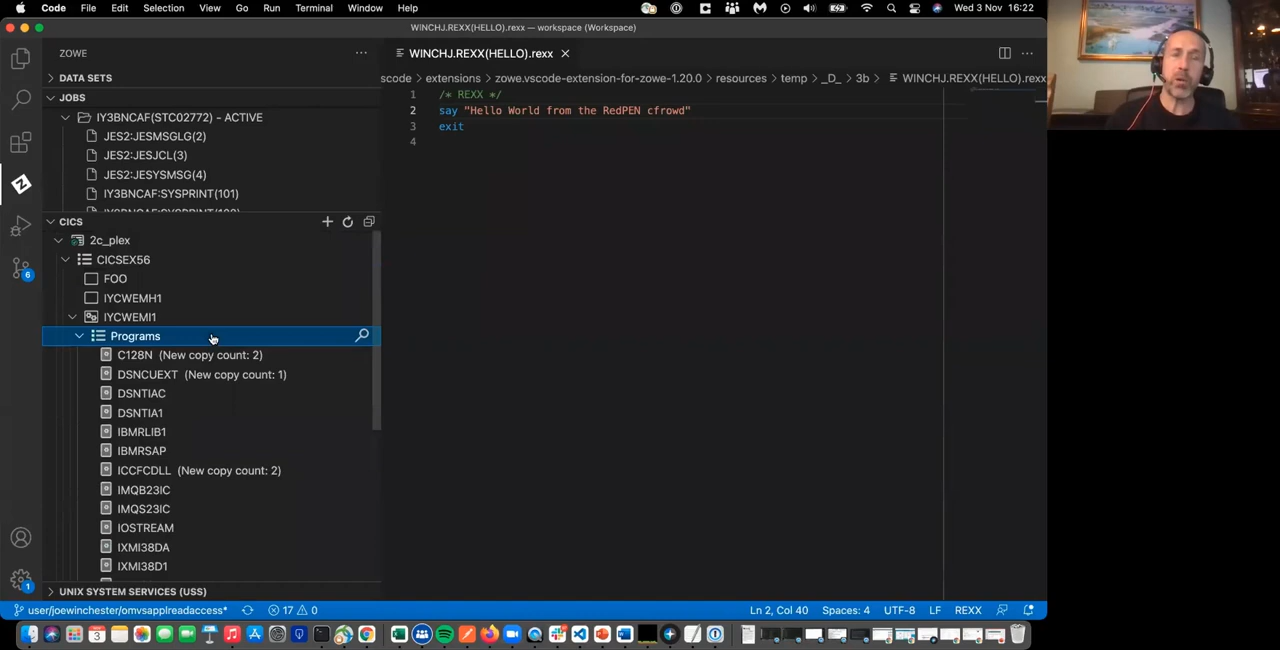 Code File Edit Selection View Go Run Terminal Window Help
Wed 3 Nov 16:22
WINCHJ.REXX(HELLO).rexx — workspace (Workspace)
ZOWE
WINCHJ.REXX(HELLO).rexx
DATA SETS
scode extensions zowe.vscode-extension-for-zowe-1.20.0 resources temp _D_ 3b WINCHJ.REXX(HELLO).rexx
JOBS
1 /* REXX */
2 say "Hello World from the RedPEN cfrowd"
3 exit
4
IY3BNCAF(STC02772) - ACTIVE
JES2:JESMSGLG(2)
JES2:JESJCL(3)
JES2:JESYSMSG(4)
IY3BNCAF:SYSPRINT(101)
CICS
2c_plex
CICSEX56
FOO
IYCWEMH1
IYCWEMI1
Programs
C128N (New copy count: 2)
DSNCUEXT (New copy count: 1)
DSNTIAC
DSNTIA1
IBMRLIB1
IBMRSAP
ICCFCDLL (New copy count: 2)
IMQB23IC
IMQS23IC
IOSTREAM
IXMI38DA
IXMI38D1
UNIX SYSTEM SERVICES (USS)
6
1
user/joewinchester/omvsapplreadaccess* 17 0
Ln 2, Col 40 Spaces: 4 UTF-8 LF REXX